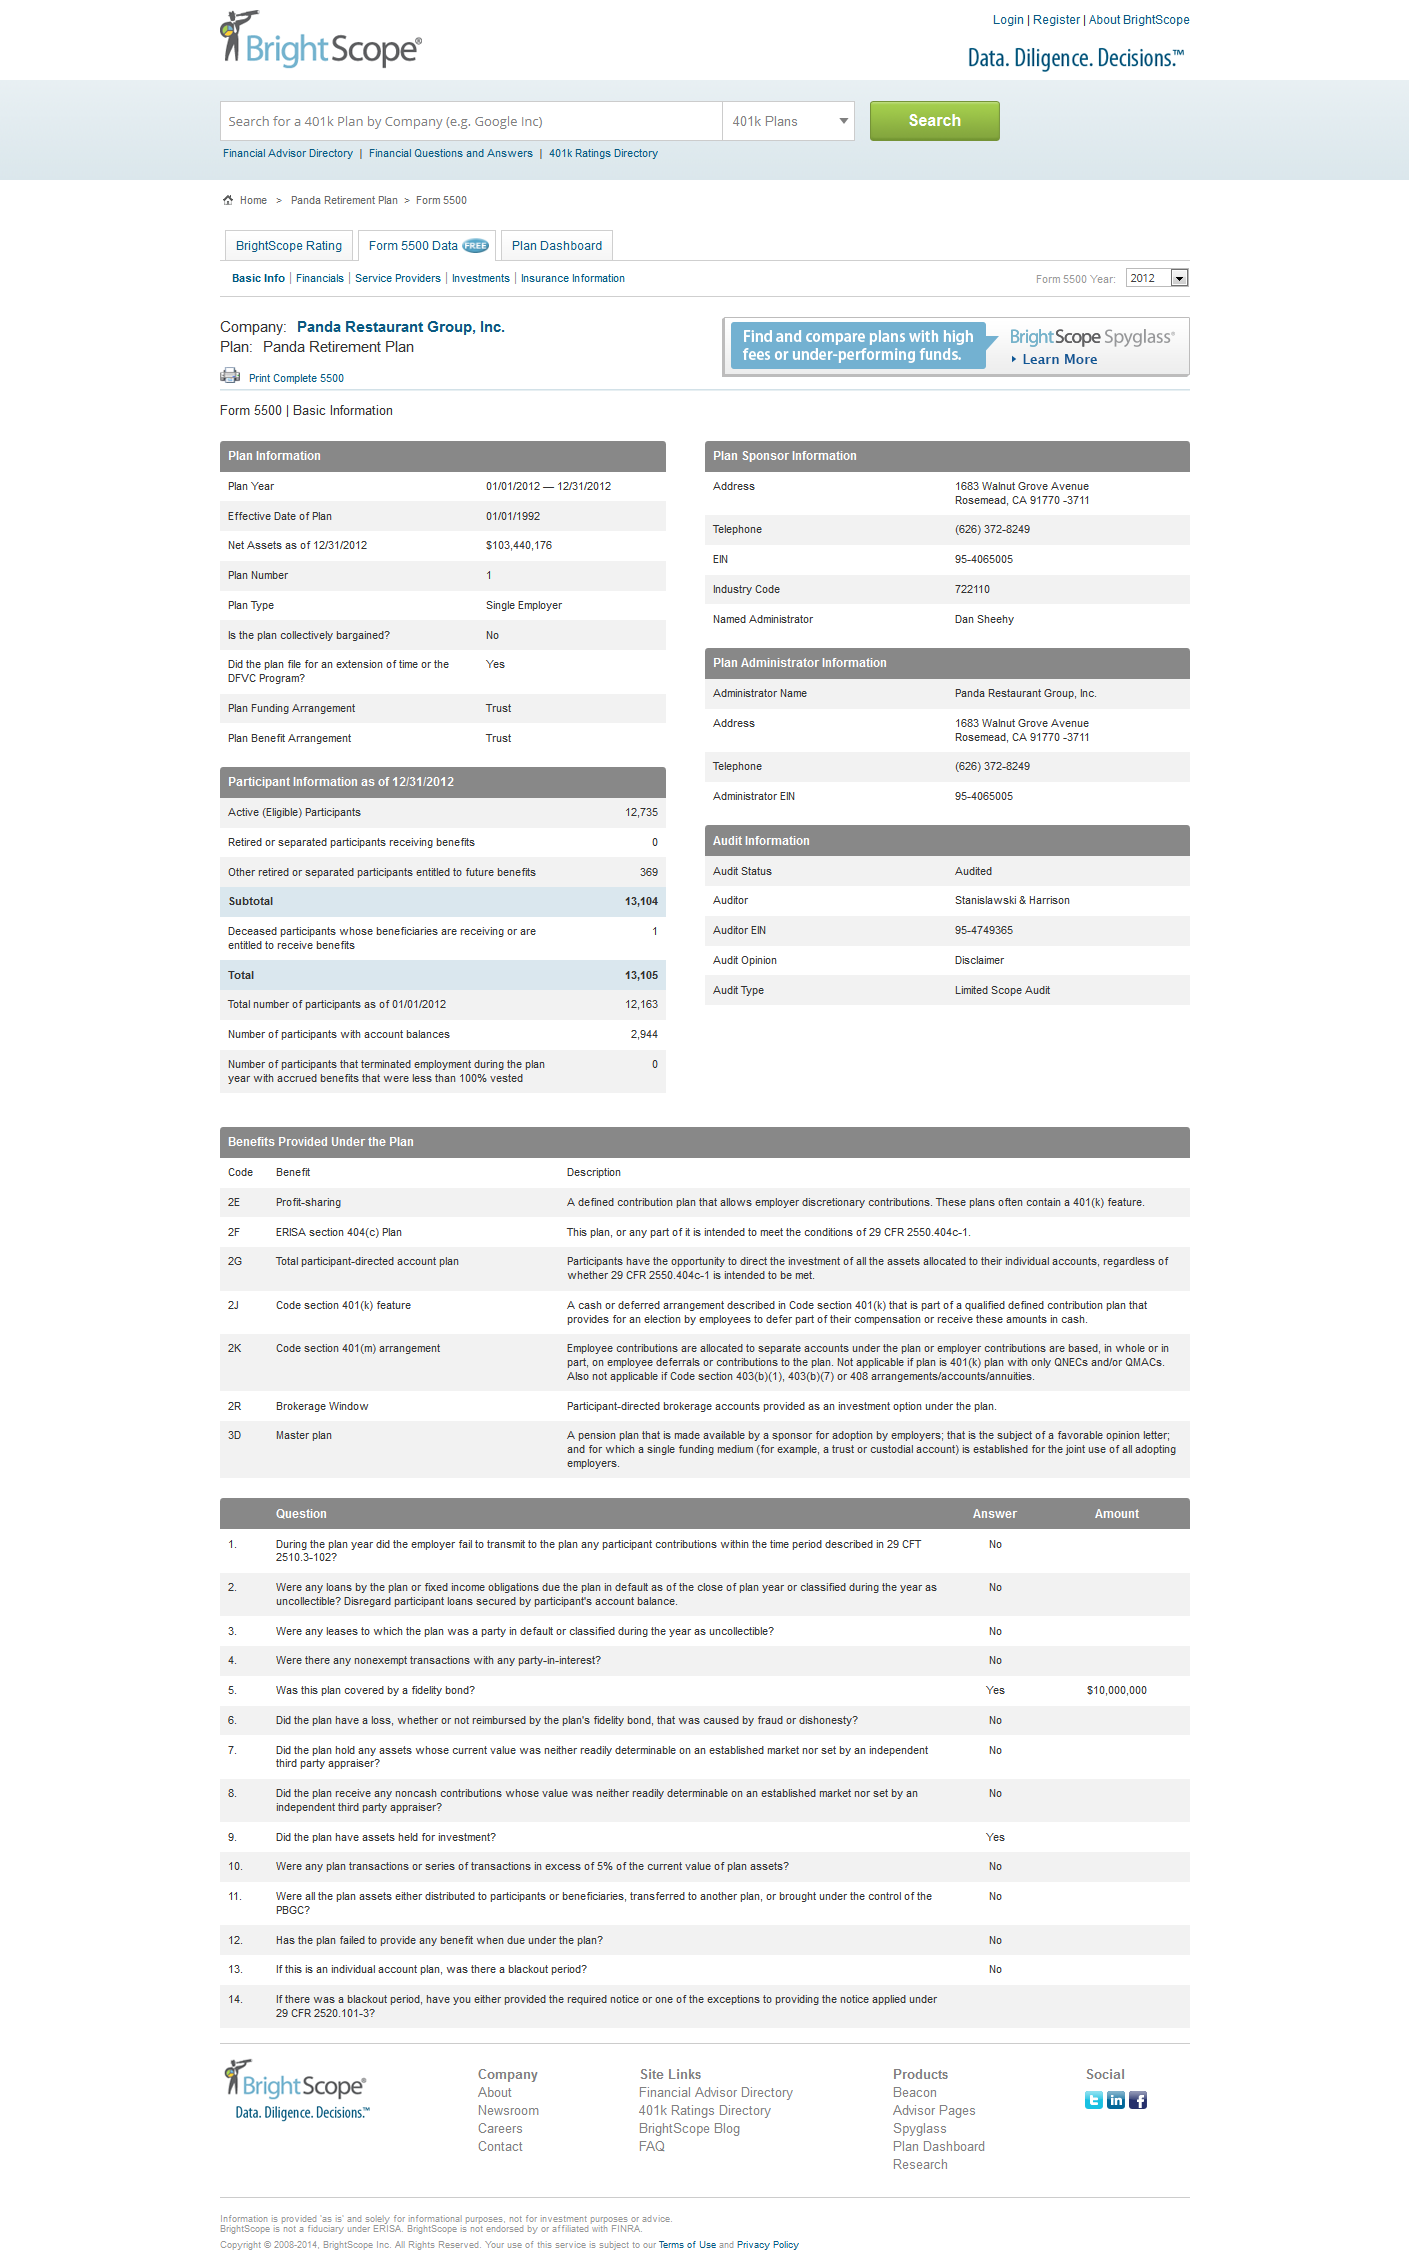 Login | Register | About BrightScope
BrightScope®
Data. Diligence. Decisions.™
Search for a 401k Plan by Company (e.g. Google Inc)
401k Plans
Search
Financial Advisor Directory | Financial Questions and Answers | 401k Ratings Directory
Home > Panda Retirement Plan > Form 5500
BrightScope Rating
Form 5500 Data FREE
Plan Dashboard
Basic Info | Financials | Service Providers | Investments | Insurance Information
Form 5500 Year: 2012
Company: Panda Restaurant Group, Inc.
Plan: Panda Retirement Plan
Print Complete 5500
Find and compare plans with high
fees or under-performing funds.
BrightScope Spyglass®
Learn More
Form 5500 | Basic Information
Plan Information
Plan Year 01/01/2012 — 12/31/2012
Effective Date of Plan 01/01/1992
Net Assets as of 12/31/2012 $103,440,176
Plan Number 1
Plan Type Single Employer
Is the plan collectively bargained? No
Did the plan file for an extension of time or the Yes
DFVC Program?
Plan Funding Arrangement Trust
Plan Benefit Arrangement Trust
Participant Information as of 12/31/2012
Active (Eligible) Participants 12,735
Retired or separated participants receiving benefits 0
Other retired or separated participants entitled to future benefits 369
Subtotal 13,104
Deceased participants whose beneficiaries are receiving or are 1
entitled to receive benefits
Total 13,105
Total number of participants as of 01/01/2012 12,163
Number of participants with account balances 2,944
Number of participants that terminated employment during the plan 0
year with accrued benefits that were less than 100% vested
Plan Sponsor Information
Address 1683 Walnut Grove Avenue
Rosemead, CA 91770 -3711
Telephone (626) 372-8249
EIN 95-4065005
Industry Code 722110
Named Administrator Dan Sheehy
Plan Administrator Information
Administrator Name Panda Restaurant Group, Inc.
Address 1683 Walnut Grove Avenue
Rosemead, CA 91770 -3711
Telephone (626) 372-8249
Administrator EIN 95-4065005
Audit Information
Audit Status Audited
Auditor Stanislawski & Harrison
Auditor EIN 95-4749365
Audit Opinion Disclaimer
Audit Type Limited Scope Audit
Benefits Provided Under the Plan
Code Benefit Description
2E Profit-sharing A defined contribution plan that allows employer discretionary contributions. These plans often contain a 401(k) feature.
2F ERISA section 404(c) Plan This plan, or any part of it is intended to meet the conditions of 29 CFR 2550.404c-1.
2G Total participant-directed account plan Participants have the opportunity to direct the investment of all the assets allocated to their individual accounts, regardless of
whether 29 CFR 2550.404c-1 is intended to be met.
2J Code section 401(k) feature A cash or deferred arrangement described in Code section 401(k) that is part of a qualified defined contribution plan that
provides for an election by employees to defer part of their compensation or receive these amounts in cash.
2K Code section 401(m) arrangement Employee contributions are allocated to separate accounts under the plan or employer contributions are based, in whole or in
part, on employee deferrals or contributions to the plan. Not applicable if plan is 401(k) plan with only QNECs and/or QMACs.
Also not applicable if Code section 403(b)(1), 403(b)(7) or 408 arrangements/accounts/annuities.
2R Brokerage Window Participant-directed brokerage accounts provided as an investment option under the plan.
3D Master plan A pension plan that is made available by a sponsor for adoption by employers; that is the subject of a favorable opinion letter;
and for which a single funding medium (for example, a trust or custodial account) is established for the joint use of all adopting
employers.
Question Answer Amount
1. During the plan year did the employer fail to transmit to the plan any participant contributions within the time period described in 29 CFT No
2510.3-102?
2. Were any loans by the plan or fixed income obligations due the plan in default as of the close of plan year or classified during the year as No
uncollectible? Disregard participant loans secured by participant's account balance.
3. Were any leases to which the plan was a party in default or classified during the year as uncollectible? No
4. Were there any nonexempt transactions with any party-in-interest? No
5. Was this plan covered by a fidelity bond? Yes $10,000,000
6. Did the plan have a loss, whether or not reimbursed by the plan's fidelity bond, that was caused by fraud or dishonesty? No
7. Did the plan hold any assets whose current value was neither readily determinable on an established market nor set by an independent No
third party appraiser?
8. Did the plan receive any noncash contributions whose value was neither readily determinable on an established market nor set by an No
independent third party appraiser?
9. Did the plan have assets held for investment? Yes
10. Were any plan transactions or series of transactions in excess of 5% of the current value of plan assets? No
11. Were all the plan assets either distributed to participants or beneficiaries, transferred to another plan, or brought under the control of the No
PBGC?
12. Has the plan failed to provide any benefit when due under the plan? No
13. If this is an individual account plan, was there a blackout period? No
14. If there was a blackout period, have you either provided the required notice or one of the exceptions to providing the notice applied under
29 CFR 2520.101-3?
BrightScope®
Data. Diligence. Decisions.™
Company
About
Newsroom
Careers
Contact
Site Links
Financial Advisor Directory
401k Ratings Directory
BrightScope Blog
FAQ
Products
Beacon
Advisor Pages
Spyglass
Plan Dashboard
Research
Social
Information is provided 'as is' and solely for informational purposes, not for investment purposes or advice.
BrightScope is not a fiduciary under ERISA. BrightScope is not endorsed by or affiliated with FINRA.
Copyright © 2008-2014, BrightScope Inc. All Rights Reserved. Your use of this service is subject to our Terms of Use and Privacy Policy